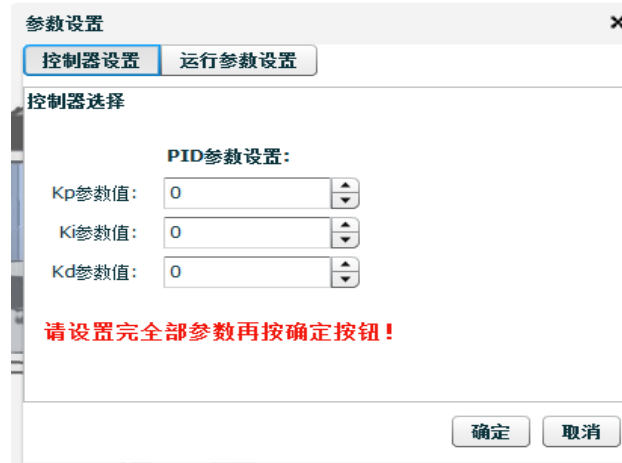 参数设置
控制器设置 运行参数设置
控制器选择
PID参数设置：
Kp参数值： 0
Ki参数值： 0
Kd参数值： 0
请设置完全部参数再按确定按钮！
确定 取消